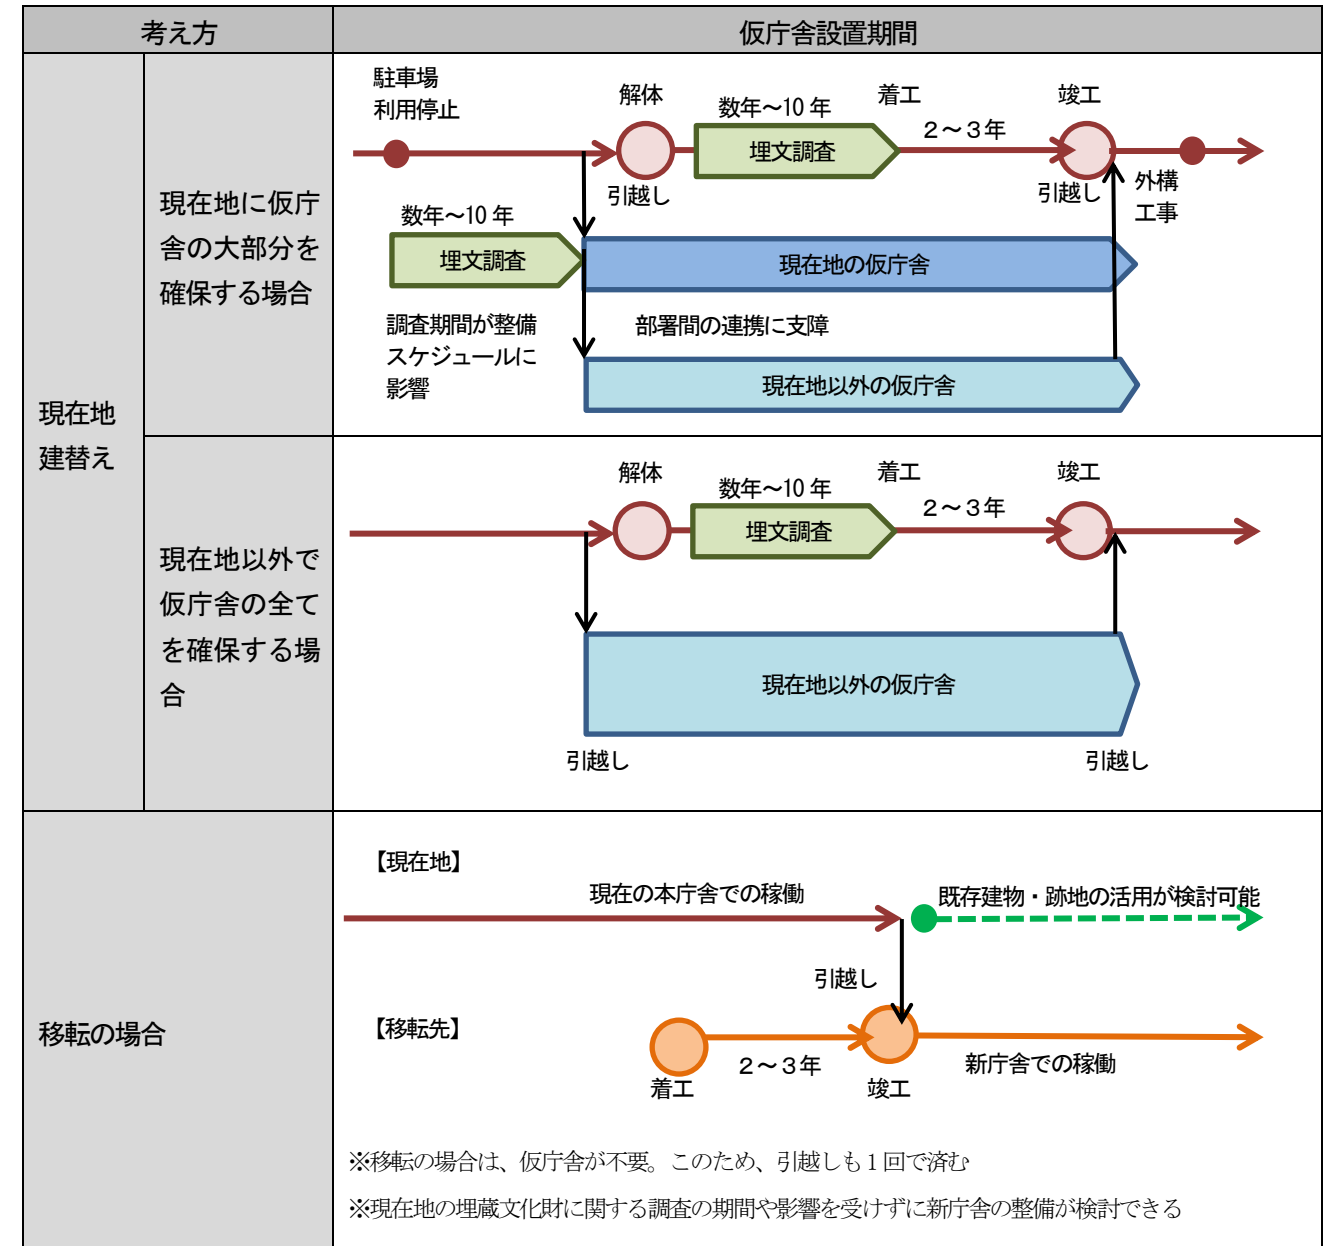 考え方
仮庁舎設置期間
現在地
建替え
現在地に仮庁
舎の大部分を
確保する場合
駐車場
利用停止
解体
数年～10年
着工
２～３年
竣工
埋文調査
引越し
引越し
外構
工事
数年～10年
埋文調査
現在地の仮庁舎
調査期間が整備
スケジュールに
影響
部署間の連携に支障
現在地以外の仮庁舎
現在地以外で
仮庁舎の全て
を確保する場
合
解体
数年～10年
着工
２～３年
竣工
埋文調査
現在地以外の仮庁舎
引越し
引越し
移転の場合
【現在地】
現在の本庁舎での稼働
既存建物・跡地の活用が検討可能
引越し
【移転先】
２～３年
新庁舎での稼働
着工
竣工
※移転の場合は、仮庁舎が不要。このため、引越しも１回で済む
※現在地の埋蔵文化財に関する調査の期間や影響を受けずに新庁舎の整備が検討できる